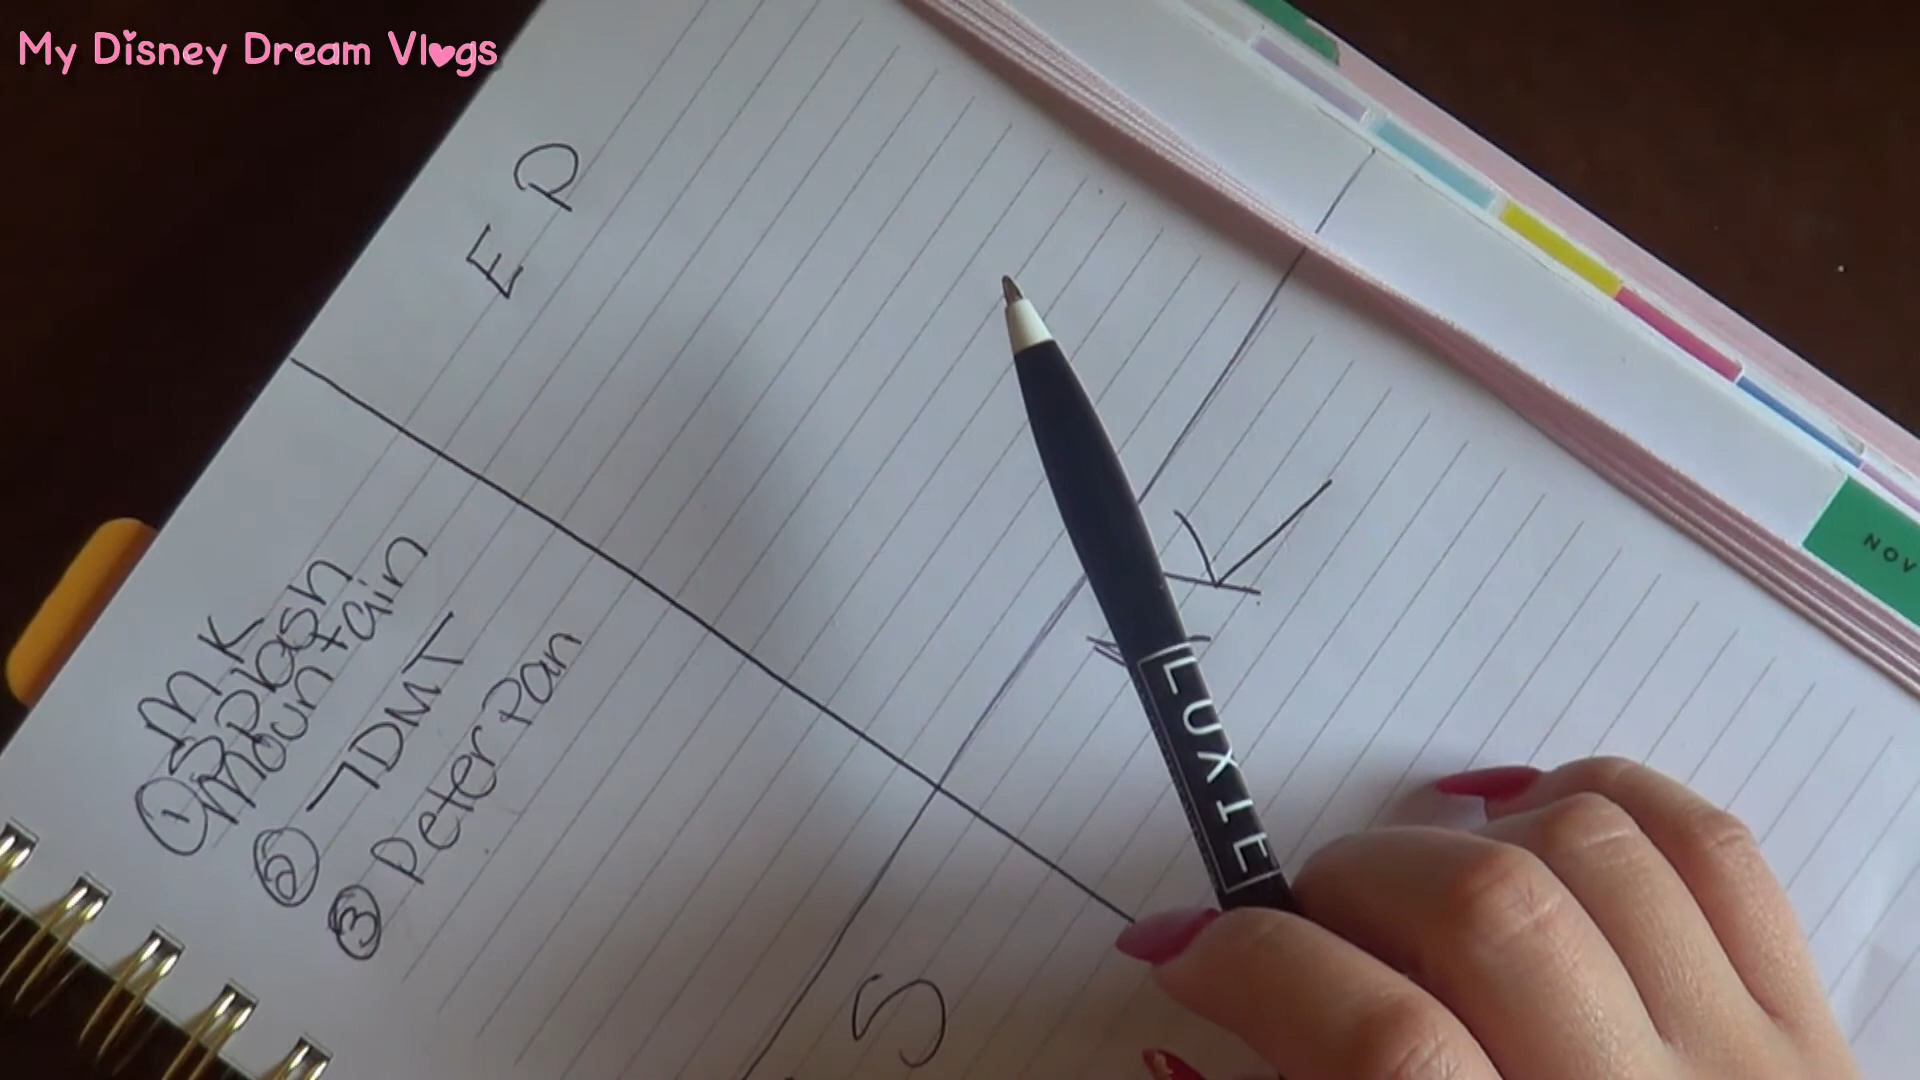 My Disney Dream Vlogs
EP
MK
① Splash
Mountain
② 7DMT
③ Peter Pan
K
S
LUXIE
NOV